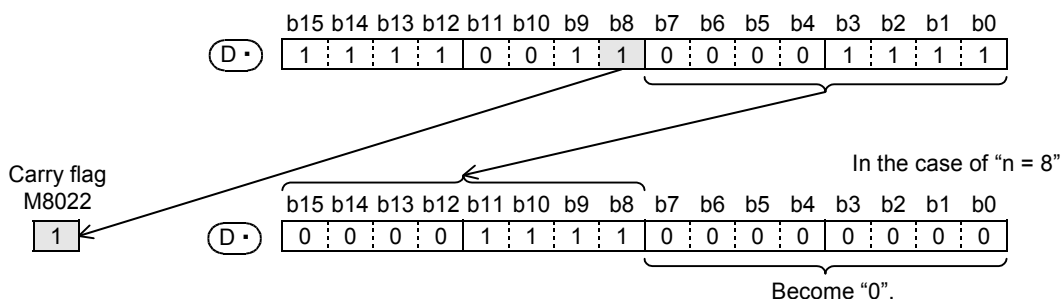 b15 b14 b13 b12 b11 b10 b9 b8 b7 b6 b5 b4 b3 b2 b1 b0
D • 1 1 1 1 0 0 1 1 0 0 0 0 1 1 1 1
In the case of “n = 8”
Carry flag
M8022
b15 b14 b13 b12 b11 b10 b9 b8 b7 b6 b5 b4 b3 b2 b1 b0
1 D • 0 0 0 0 1 1 1 1 0 0 0 0 0 0 0 0
Become “0”.